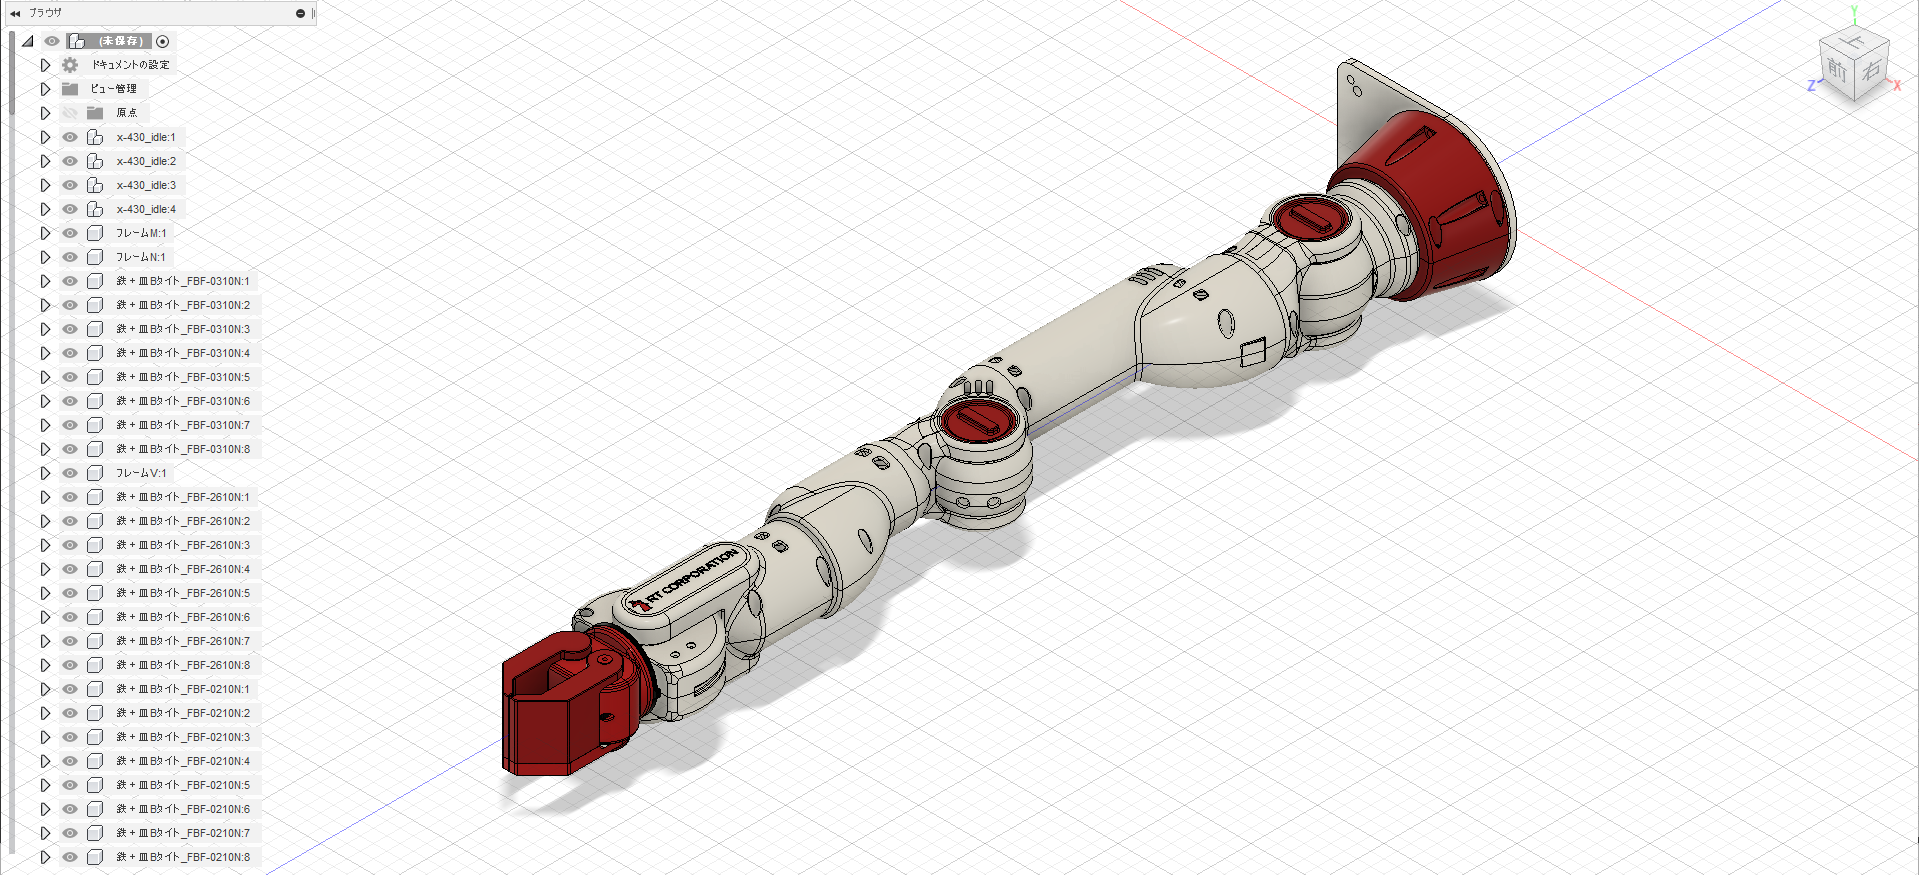 ブラウザ
(未保存)
ドキュメントの設定
ビュー管理
原点
x-430_idle:1
x-430_idle:2
x-430_idle:3
x-430_idle:4
フレームM:1
フレームN:1
鉄 + 皿 Bタイト_FBF-0310N:1
鉄 + 皿 Bタイト_FBF-0310N:2
鉄 + 皿 Bタイト_FBF-0310N:3
鉄 + 皿 Bタイト_FBF-0310N:4
鉄 + 皿 Bタイト_FBF-0310N:5
鉄 + 皿 Bタイト_FBF-0310N:6
鉄 + 皿 Bタイト_FBF-0310N:7
鉄 + 皿 Bタイト_FBF-0310N:8
フレームV:1
鉄 + 皿 Bタイト_FBF-2610N:1
鉄 + 皿 Bタイト_FBF-2610N:2
鉄 + 皿 Bタイト_FBF-2610N:3
鉄 + 皿 Bタイト_FBF-2610N:4
鉄 + 皿 Bタイト_FBF-2610N:5
鉄 + 皿 Bタイト_FBF-2610N:6
鉄 + 皿 Bタイト_FBF-2610N:7
鉄 + 皿 Bタイト_FBF-2610N:8
鉄 + 皿 Bタイト_FBF-0210N:1
鉄 + 皿 Bタイト_FBF-0210N:2
鉄 + 皿 Bタイト_FBF-0210N:3
鉄 + 皿 Bタイト_FBF-0210N:4
鉄 + 皿 Bタイト_FBF-0210N:5
鉄 + 皿 Bタイト_FBF-0210N:6
鉄 + 皿 Bタイト_FBF-0210N:7
鉄 + 皿 Bタイト_FBF-0210N:8
RT CORPORATION
Y
上
前 右
Z X